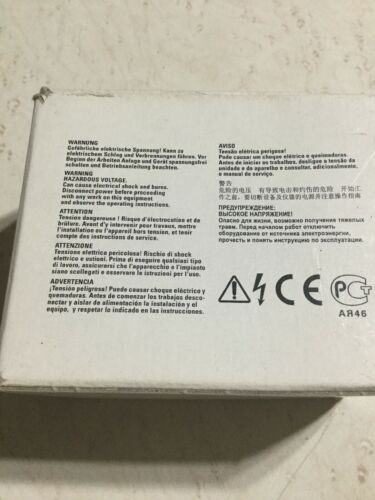 WARNUNG
Gefährliche elektrische Spannung! Kann zu
elektrischem Schlag und Verbrennungen führen. Vor
Beginn der Arbeiten Anlage und Gerät spannungsfrei
schalten und Betriebsanleitung beachten.
WARNING
HAZARDOUS VOLTAGE.
Can cause electrical shock and burns.
Disconnect power before proceeding
with any work on this equipment
and observe the operating instructions.
ATTENTION
Tension dangereuse ! Risque d'électrocution et de
brûlure. Avant d'y intervenir pour travaux, mettre
l'installation ou l'appareil hors tension, et tenir
compte des instructions de service.
ATTENZIONE
Tensione elettrica pericolosa! Rischio di shock
elettrico e ustioni. Prima di eseguire qualsiasi tipo
di lavoro, assicurarsi che l'apparecchio e l'impianto
siano scollegati e osservare le istruzioni per l'uso.
ADVERTENCIA
¡Tensión peligrosa! Puede causar choque eléctrico y
quemaduras. Antes de comenzar los trabajos desco-
nectar y aislar de alimentación la instalación y el
equipo, y respetar lo indicado en las instrucciones.
AVISO
Tensão elétrica perigosa!
Pode causar um choque elétrico e queimaduras.
Antes de iniciar os trabalhos, desligue a tensão da
unidade e do aparelho e consultar, adicionalmente,
o manual de serviço.
警告
危险的电压 有导致电击和灼伤的危险 开始工
作之前，要切断设备及仪器的电源并注意操作指南
ПРЕДУПРЕЖДЕНИЕ:
ВЫСОКОЕ НАПРЯЖЕНИЕ!
Опасно для жизни, возможно получения тяжелых
травм. Перед началом работ отключить
оборудование от источника электроэнергии,
прочесть и понять инструкцию по эксплуатации.
CE РСТ
АЯ46